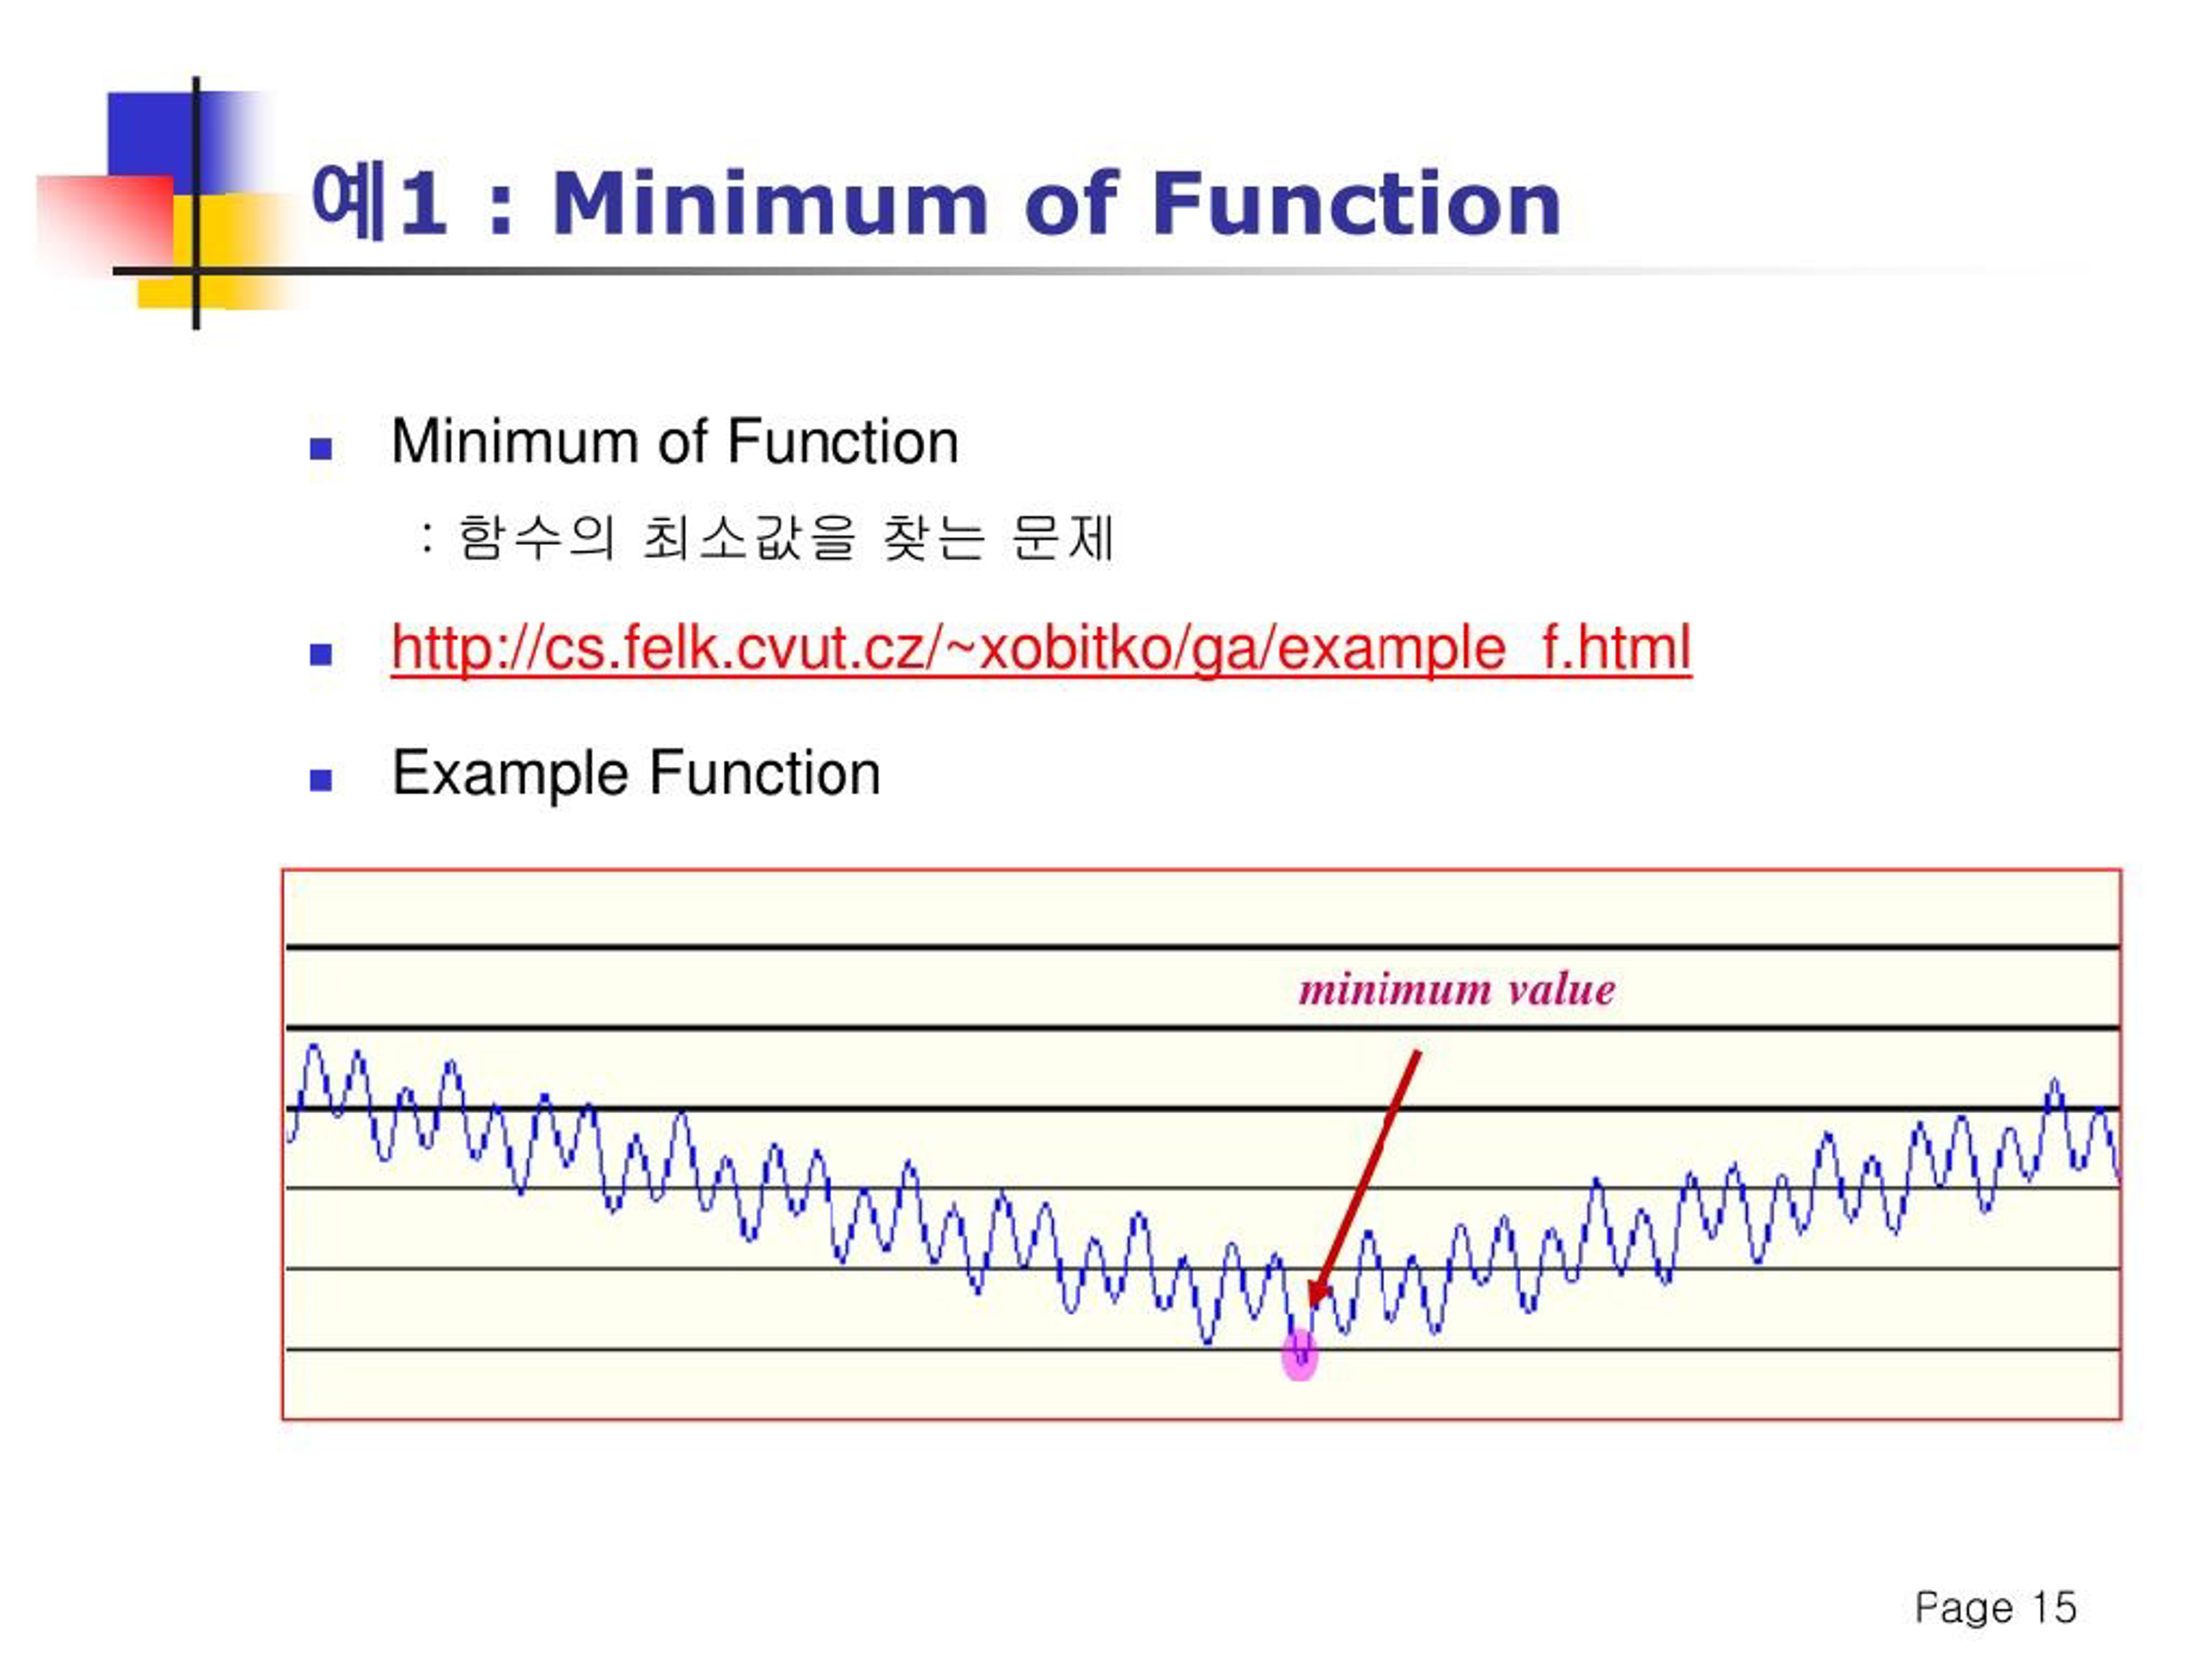 예1 : Minimum of Function
Minimum of Function
: 함수의 최소값을 찾는 문제
http://cs.felk.cvut.cz/~xobitko/ga/example_f.html
Example Function
minimum value
Page 15